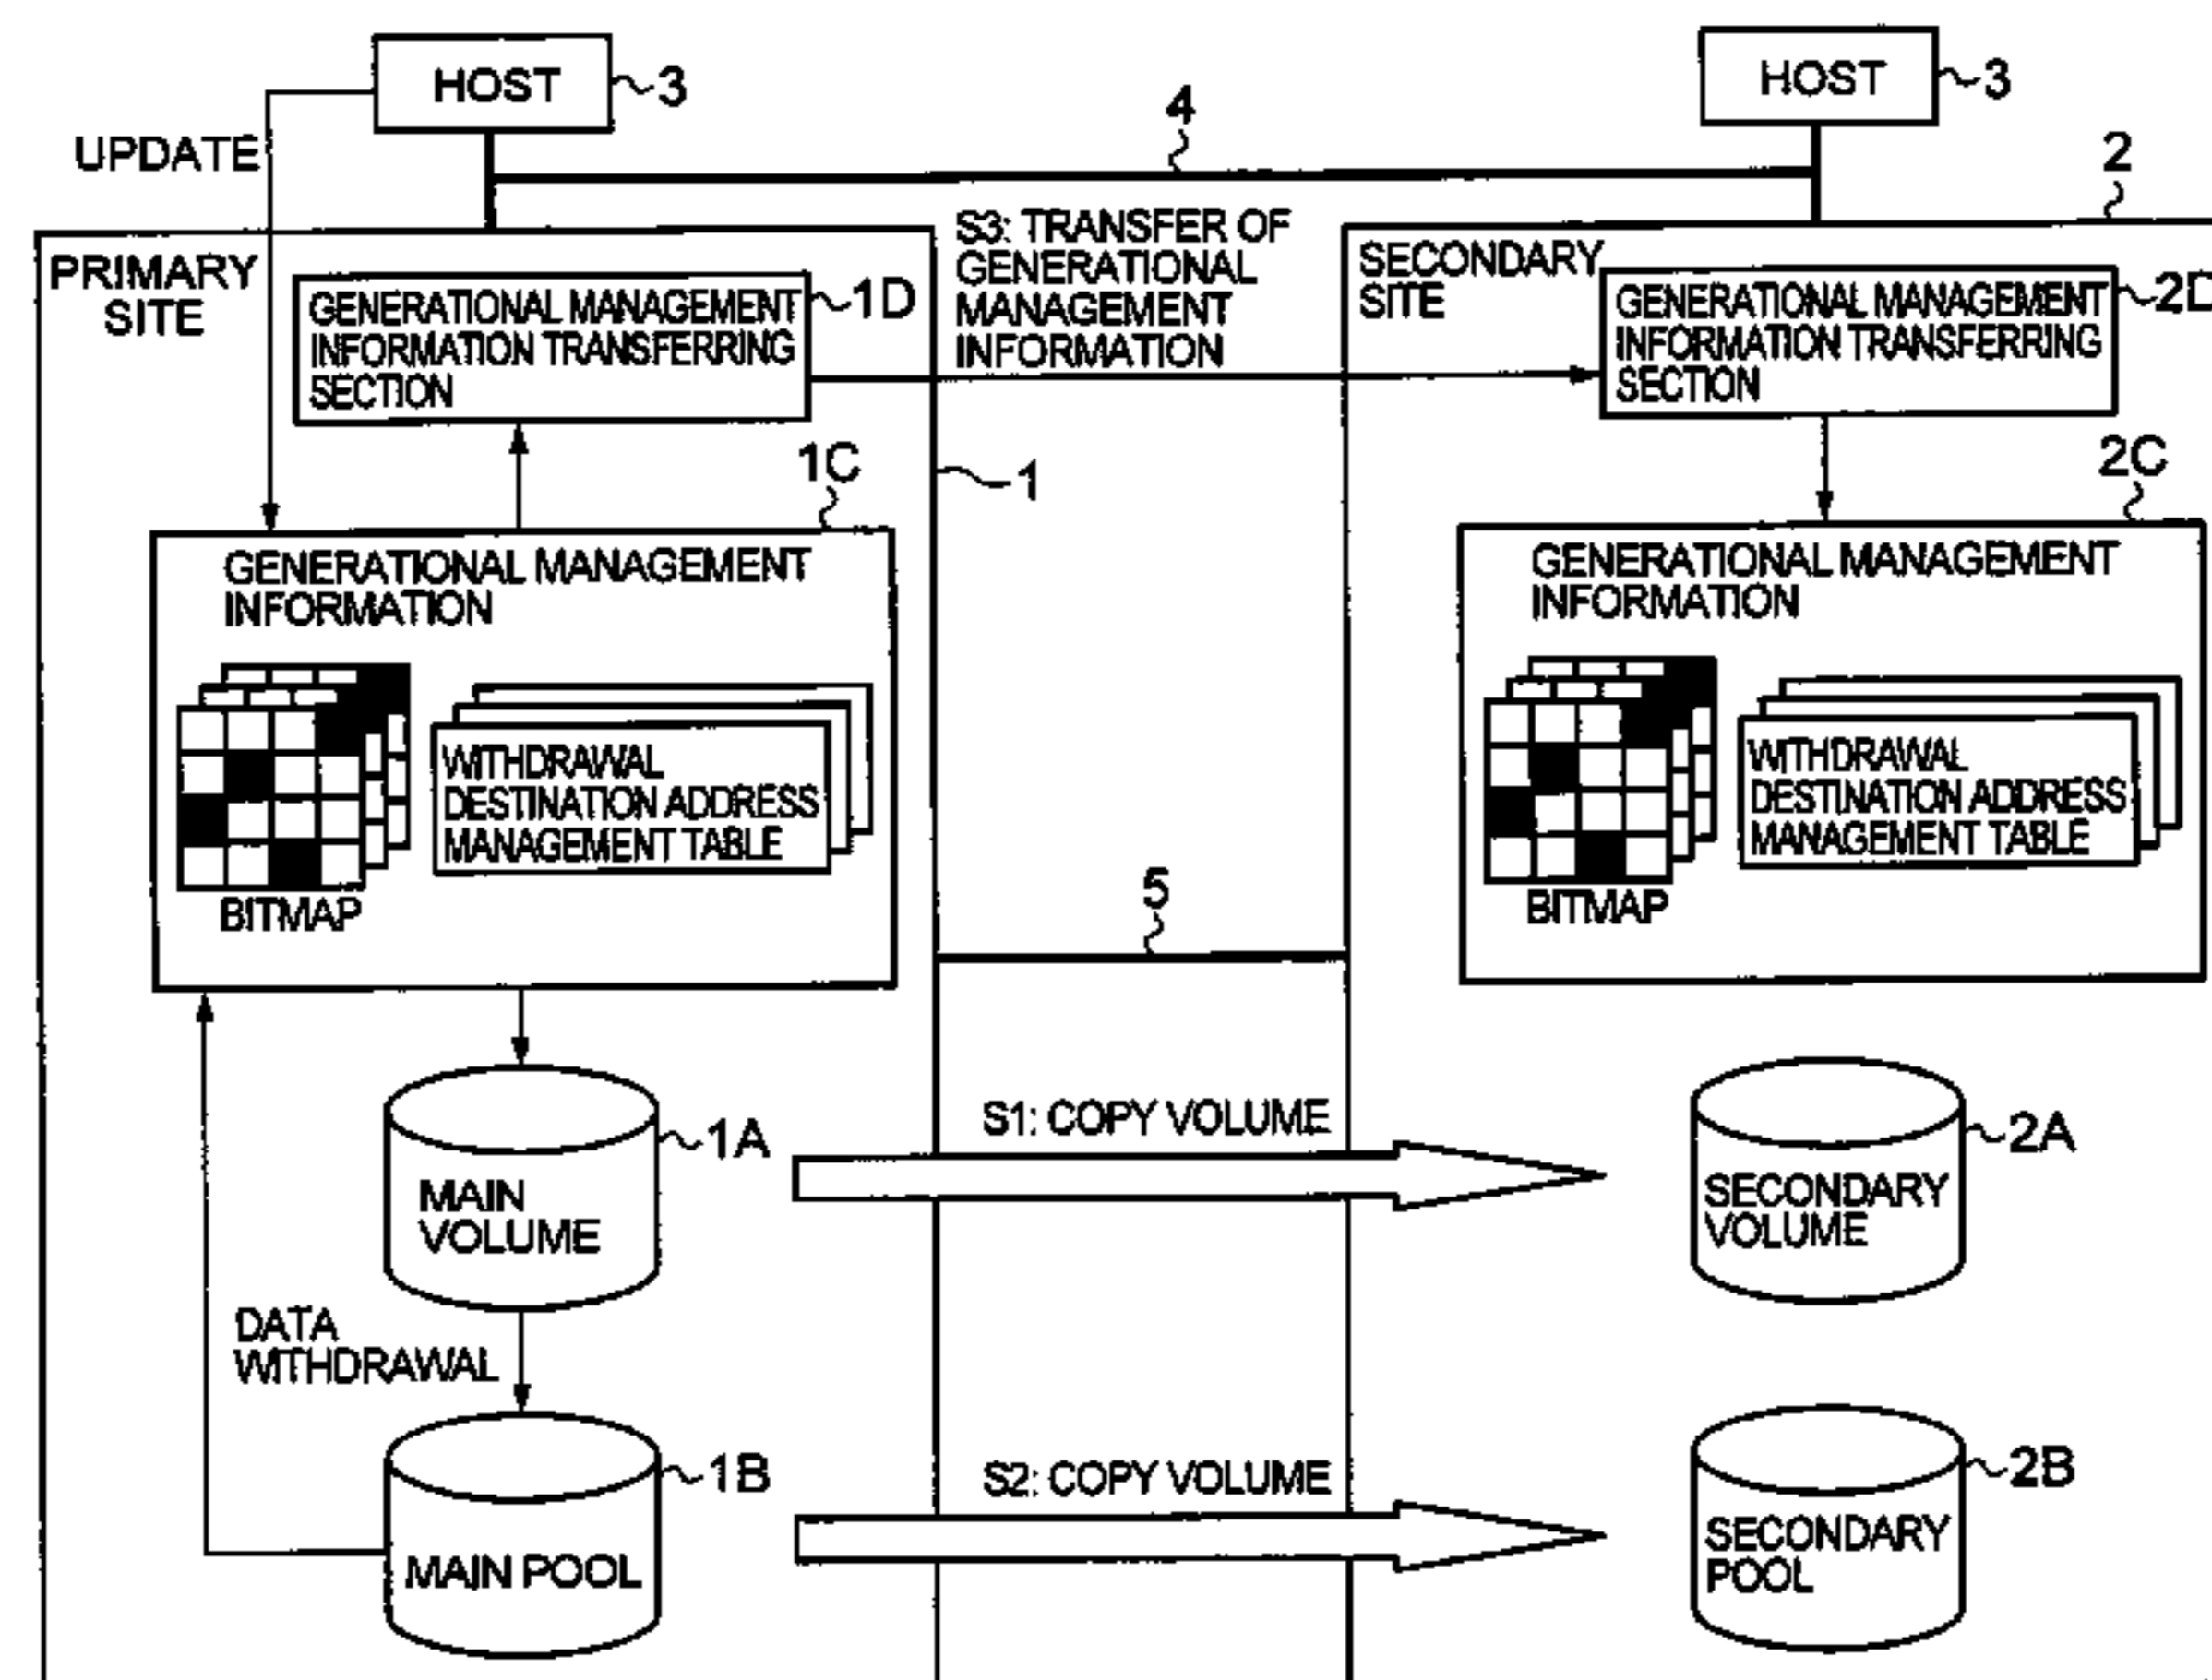 HOST
3
HOST
3
UPDATE
4
2
PRIMARY
SITE
GENERATIONAL MANAGEMENT
INFORMATION TRANSFERRING
SECTION
1D
S3: TRANSFER OF
GENERATIONAL
MANAGEMENT
INFORMATION
SECONDARY
SITE
GENERATIONAL MANAGEMENT
INFORMATION TRANSFERRING
SECTION
2D
1C
1
2C
GENERATIONAL MANAGEMENT
INFORMATION
WITHDRAWAL
DESTINATION ADDRESS
MANAGEMENT TABLE
BITMAP
GENERATIONAL MANAGEMENT
INFORMATION
WITHDRAWAL
DESTINATION ADDRESS
MANAGEMENT TABLE
BITMAP
5
MAIN
VOLUME
1A
S1: COPY VOLUME
SECONDARY
VOLUME
2A
DATA
WITHDRAWAL
MAIN POOL
1B
S2: COPY VOLUME
SECONDARY
POOL
2B